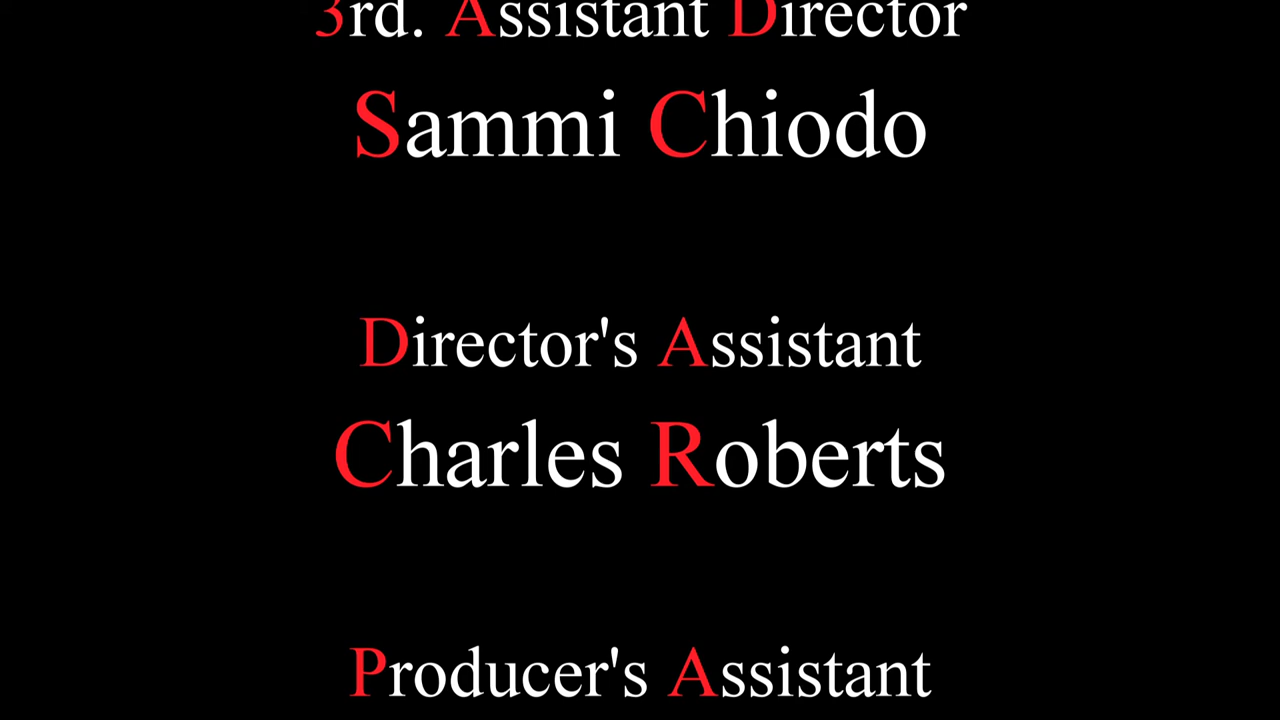 3rd. Assistant Director
Sammi Chiodo
Director's Assistant
Charles Roberts
Producer's Assistant